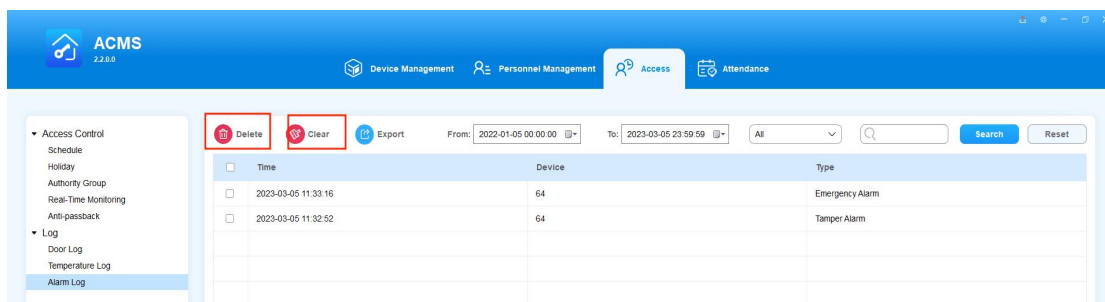 ACMS
2.2.0.0
Device Management Personnel Management Access Attendance
Access Control
Schedule
Holiday
Authority Group
Real-Time Monitoring
Anti-passback
Log
Door Log
Temperature Log
Alarm Log
Delete Clear Export From: 2022-01-05 00:00:00 To: 2023-03-05 23:59:59 All Search Reset
Time Device Type
2023-03-05 11:33:16 64 Emergency Alarm
2023-03-05 11:32:52 64 Tamper Alarm